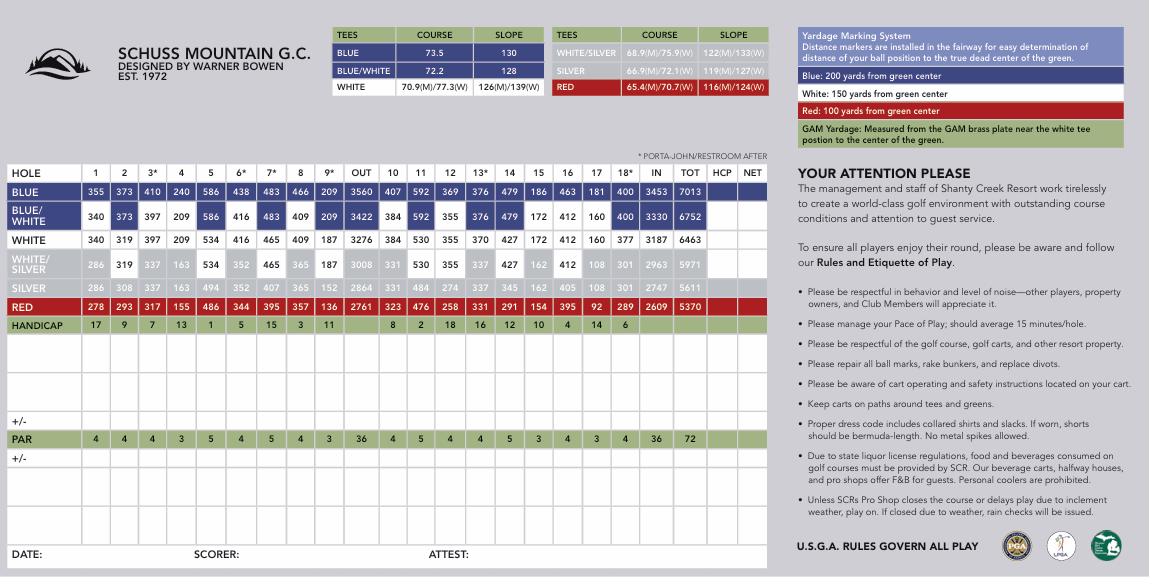 SCHUSS MOUNTAIN G.C.
DESIGNED BY WARNER BOWEN
EST. 1972
TEES COURSE SLOPE
BLUE 73.5 130
BLUE/WHITE 72.2 128
WHITE 70.9(M)/77.3(W) 126(M)/139(W)
TEES COURSE SLOPE
WHITE/SILVER 68.9(M)/75.9(W) 122(M)/133(W)
SILVER 66.9(M)/72.1(W) 119(M)/127(W)
RED 65.4(M)/70.7(W) 116(M)/124(W)
* PORTA-JOHN/RESTROOM AFTER
HOLE 1 2 3* 4 5 6* 7* 8 9* OUT 10 11 12 13* 14 15 16 17 18* IN TOT HCP NET
BLUE 355 373 410 240 586 438 483 466 209 3560 407 592 369 376 479 186 463 181 400 3453 7013
BLUE/
WHITE 340 373 397 209 586 416 483 409 209 3422 384 592 355 376 479 172 412 160 400 3330 6752
WHITE 340 319 397 209 534 416 465 409 187 3276 384 530 355 370 427 172 412 160 377 3187 6463
WHITE/
SILVER 286 319 337 163 534 352 465 365 187 3008 331 530 355 337 427 162 412 108 301 2963 5971
SILVER 286 308 337 163 494 352 407 365 152 2864 331 484 274 337 345 162 405 108 301 2747 5611
RED 278 293 317 155 486 344 395 357 136 2761 323 476 258 331 291 154 395 92 289 2609 5370
HANDICAP 17 9 7 13 1 5 15 3 11 8 2 18 16 12 10 4 14 6
+/-
PAR 4 4 4 3 5 4 5 4 3 36 4 5 4 4 5 3 4 3 4 36 72
+/-
DATE: SCORER: ATTEST:
Yardage Marking System
Distance markers are installed in the fairway for easy determination of
distance of your ball position to the true dead center of the green.
Blue: 200 yards from green center
White: 150 yards from green center
Red: 100 yards from green center
GAM Yardage: Measured from the GAM brass plate near the white tee
postion to the center of the green.
YOUR ATTENTION PLEASE
The management and staff of Shanty Creek Resort work tirelessly
to create a world-class golf environment with outstanding course
conditions and attention to guest service.
To ensure all players enjoy their round, please be aware and follow
our Rules and Etiquette of Play.
• Please be respectful in behavior and level of noise—other players, property
owners, and Club Members will appreciate it.
• Please manage your Pace of Play; should average 15 minutes/hole.
• Please be respectful of the golf course, golf carts, and other resort property.
• Please repair all ball marks, rake bunkers, and replace divots.
• Please be aware of cart operating and safety instructions located on your cart.
• Keep carts on paths around tees and greens.
• Proper dress code includes collared shirts and slacks. If worn, shorts
should be bermuda-length. No metal spikes allowed.
• Due to state liquor license regulations, food and beverages consumed on
golf courses must be provided by SCR. Our beverage carts, halfway houses,
and pro shops offer F&B for guests. Personal coolers are prohibited.
• Unless SCRs Pro Shop closes the course or delays play due to inclement
weather, play on. If closed due to weather, rain checks will be issued.
U.S.G.A. RULES GOVERN ALL PLAY
PGA
LPGA